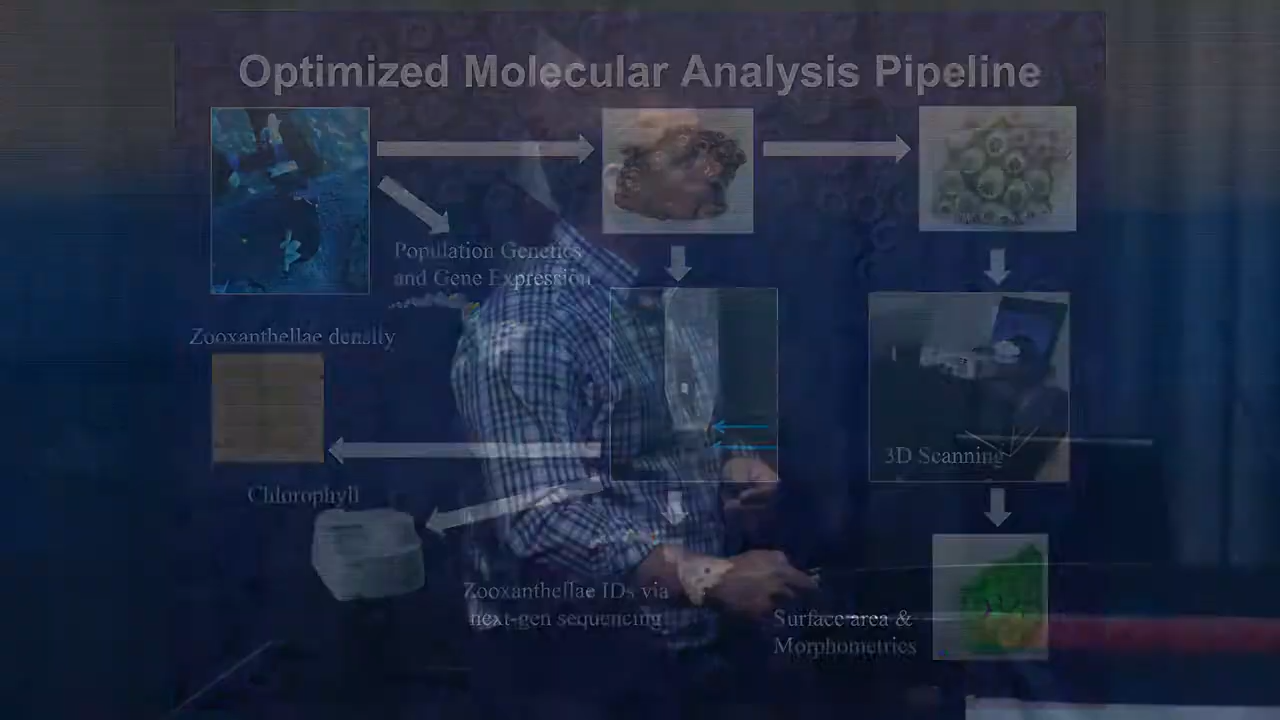 Optimized Molecular Analysis Pipeline
Population Genetics
and Gene Expression
Zooxanthellae density
3D Scanning
Chlorophyll
Zooxanthellae IDs via
next-gen sequencing
Surface area &
Morphometrics